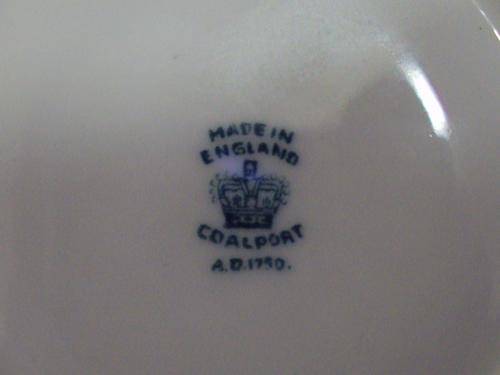 MADE IN
ENGLAND
COALPORT
A.D.1750.